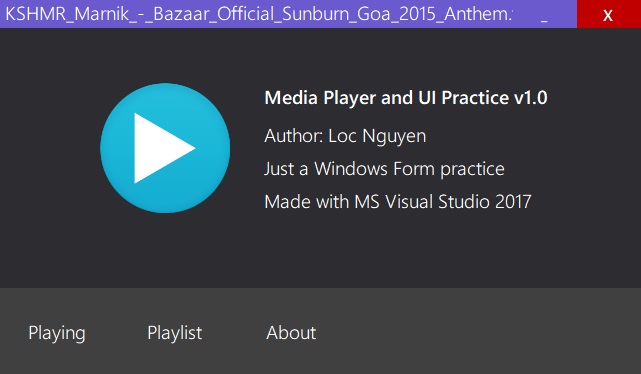 KSHMR_Marnik_-_Bazaar_Official_Sunburn_Goa_2015_Anthem. _ x
Media Player and UI Practice v1.0
Author: Loc Nguyen
Just a Windows Form practice
Made with MS Visual Studio 2017
Playing Playlist About